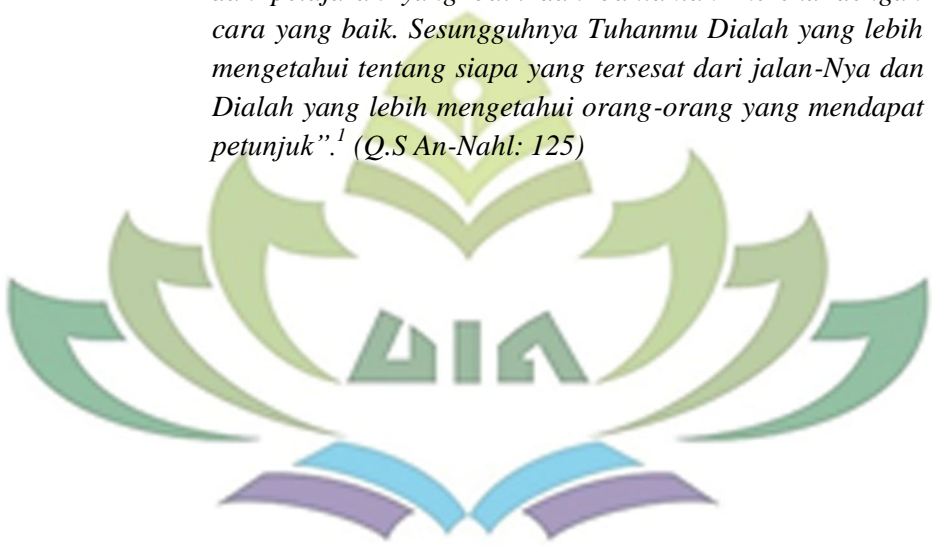 cara yang baik. Sesungguhnya Tuhanmu Dialah yang lebih
mengetahui tentang siapa yang tersesat dari jalan-Nya dan
Dialah yang lebih mengetahui orang-orang yang mendapat
petunjuk”.1 (Q.S An-Nahl: 125)
UIN